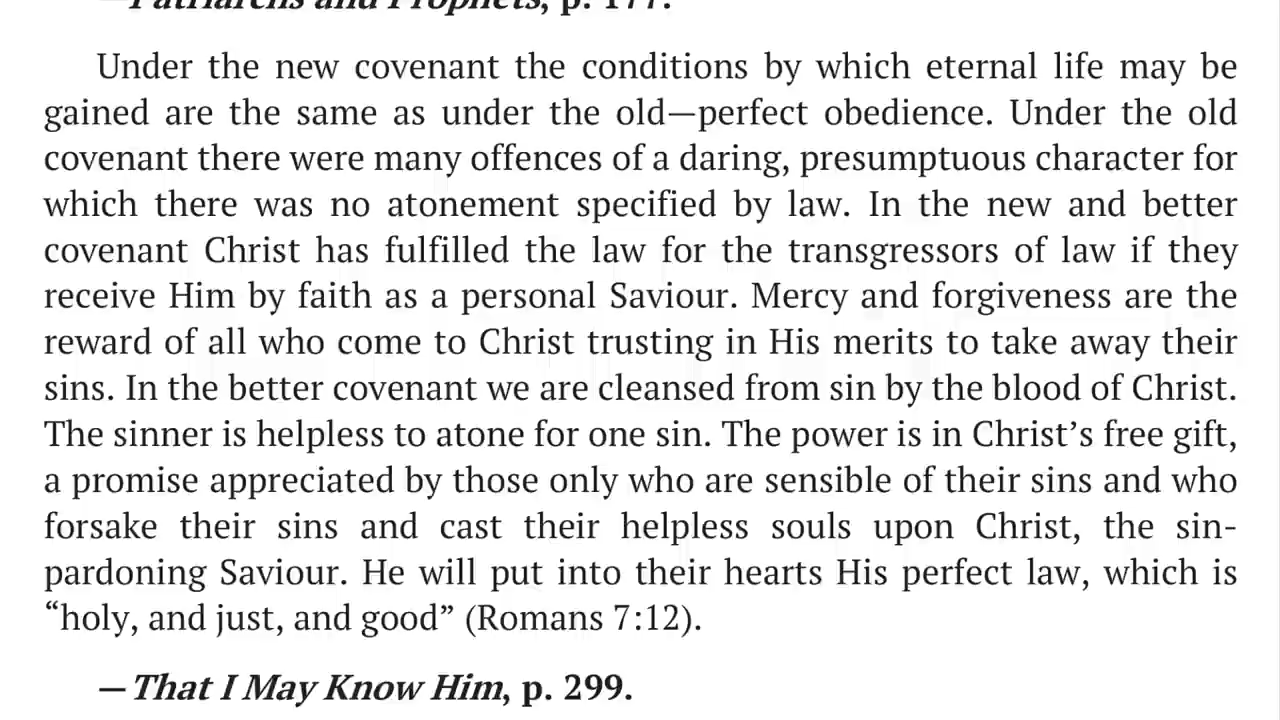 —Patriarchs and Prophets, p. 177.
Under the new covenant the conditions by which eternal life may be
gained are the same as under the old—perfect obedience. Under the old
covenant there were many offences of a daring, presumptuous character for
which there was no atonement specified by law. In the new and better
covenant Christ has fulfilled the law for the transgressors of law if they
receive Him by faith as a personal Saviour. Mercy and forgiveness are the
reward of all who come to Christ trusting in His merits to take away their
sins. In the better covenant we are cleansed from sin by the blood of Christ.
The sinner is helpless to atone for one sin. The power is in Christ’s free gift,
a promise appreciated by those only who are sensible of their sins and who
forsake their sins and cast their helpless souls upon Christ, the sin-
pardoning Saviour. He will put into their hearts His perfect law, which is
“holy, and just, and good” (Romans 7:12).
—That I May Know Him, p. 299.